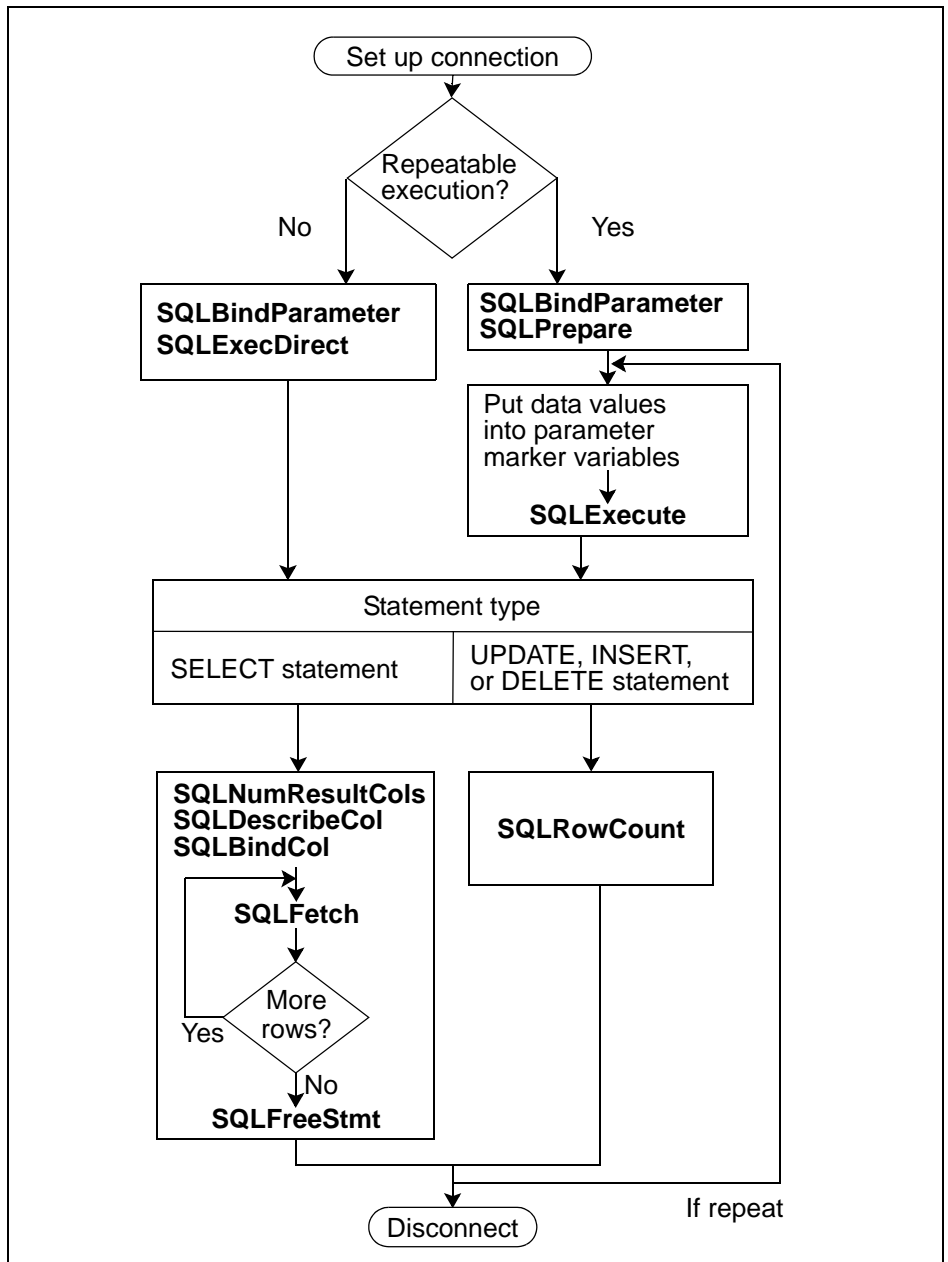 Set up connection
Repeatable
execution?
No
Yes
SQLBindParameter
SQLExecDirect
SQLBindParameter
SQLPrepare
Put data values
into parameter
marker variables
SQLExecute
Statement type
SELECT statement
UPDATE, INSERT,
or DELETE statement
SQLNumResultCols
SQLDescribeCol
SQLBindCol
SQLFetch
More
rows?
Yes
No
SQLFreeStmt
SQLRowCount
If repeat
Disconnect